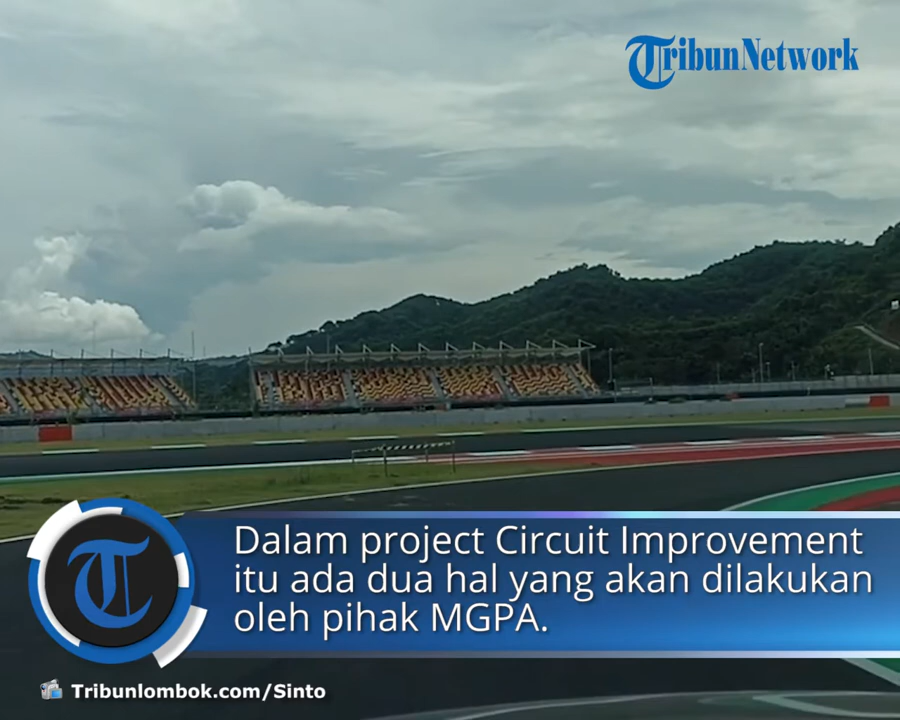 TribunNetwork
Dalam project Circuit Improvement
itu ada dua hal yang akan dilakukan
oleh pihak MGPA.
T
Tribunlombok.com/Sinto